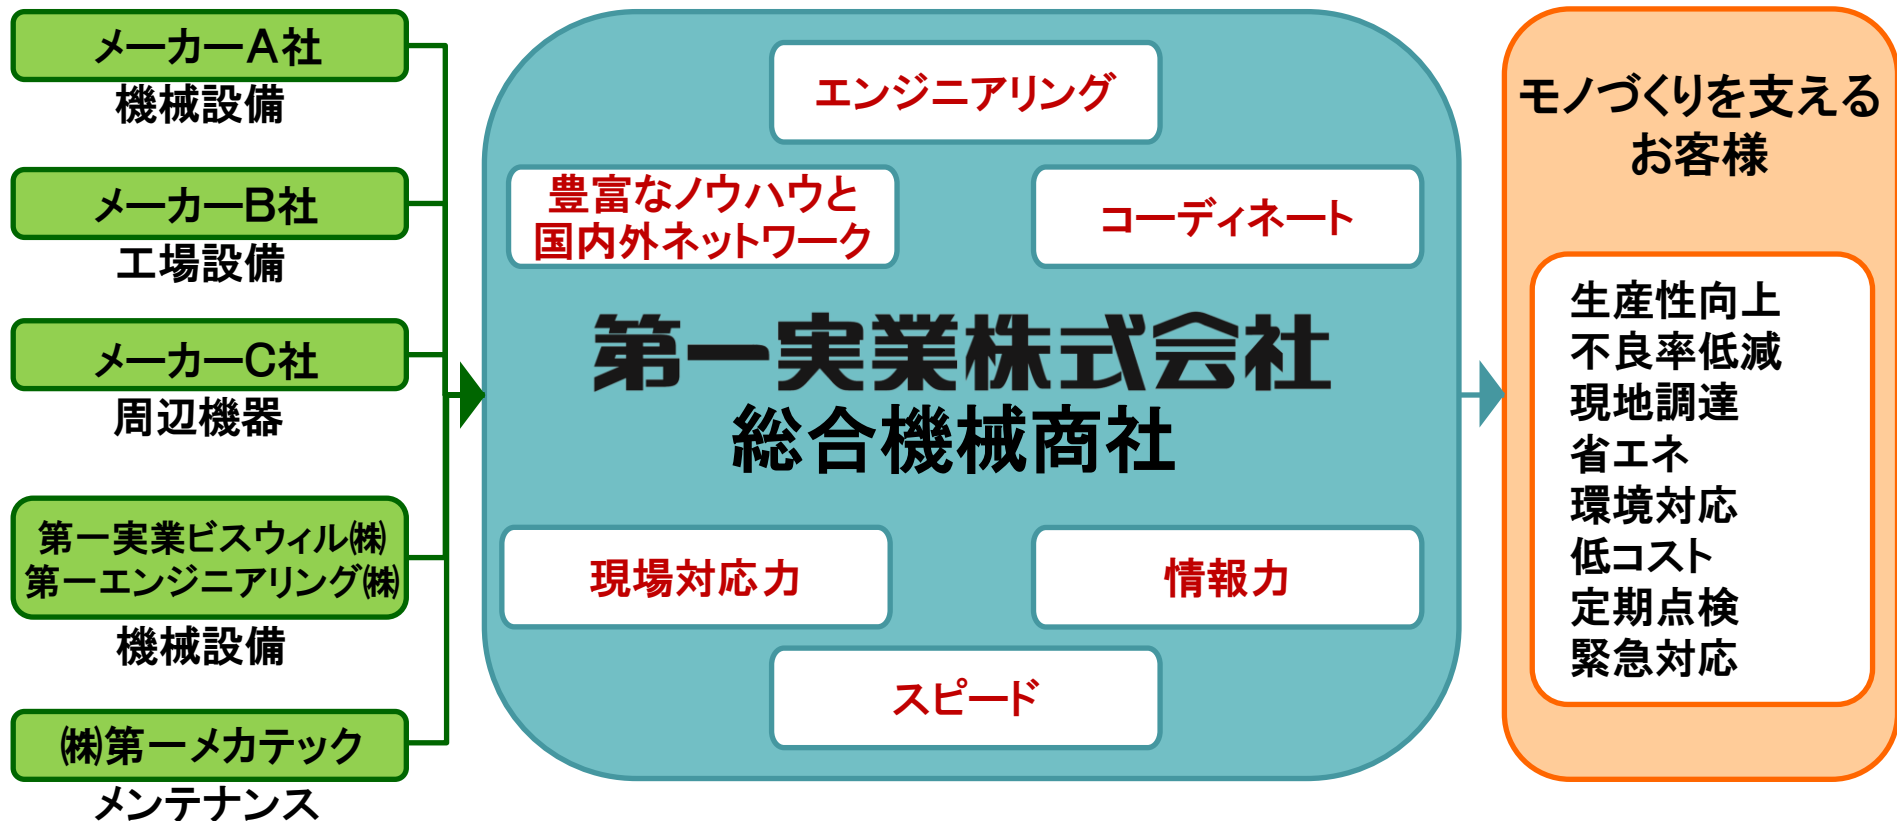 メーカーA社
機械設備
メーカーB社
工場設備
メーカーC社
周辺機器
第一実業ビスウィル㈱
第一エンジニアリング㈱
機械設備
㈱第一メカテック
メンテナンス
エンジニアリング
豊富なノウハウと
国内外ネットワーク
コーディネート
第一実業株式会社
総合機械商社
現場対応力
情報力
スピード
モノづくりを支える
お客様
生産性向上
不良率低減
現地調達
省エネ
環境対応
低コスト
定期点検
緊急対応